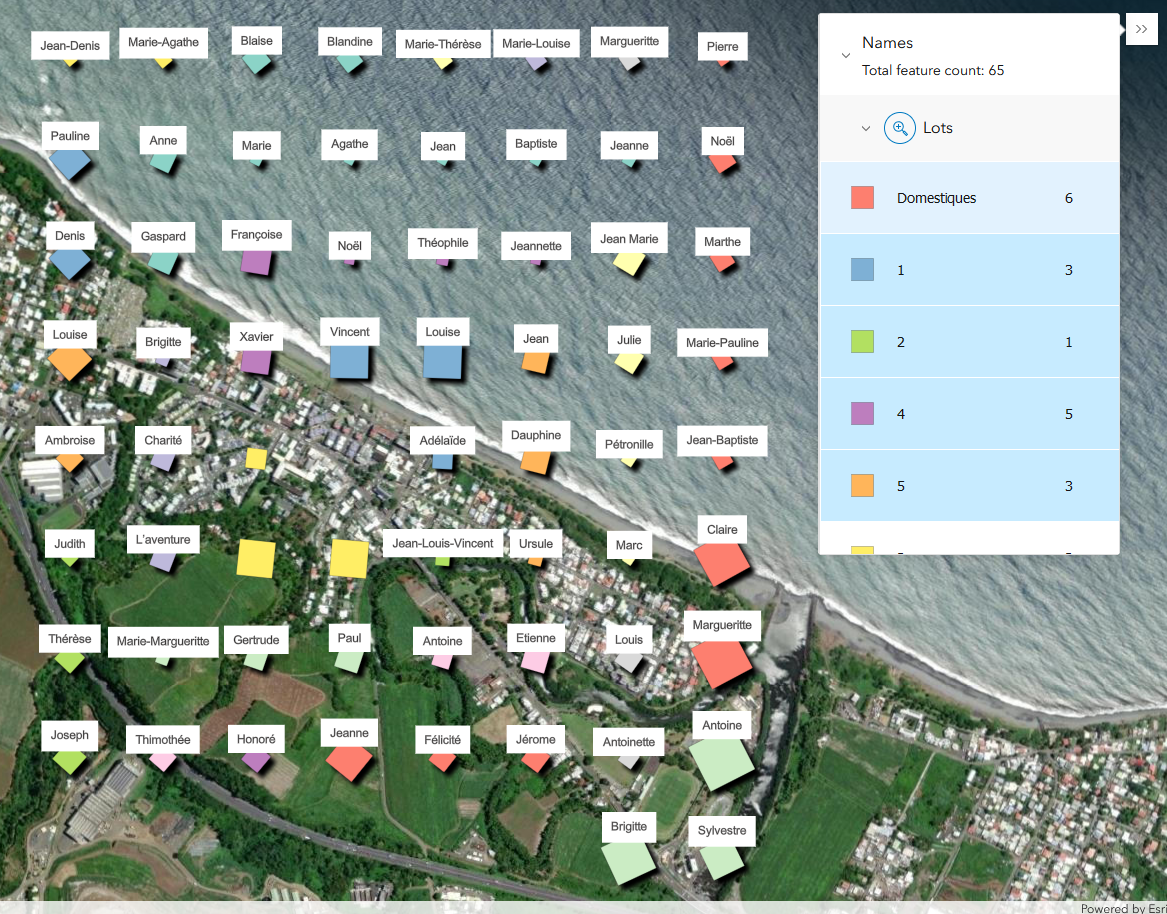 Jean-Denis
Marie-Agathe
Blaise
Blandine
Marie-Thérèse
Marie-Louise
Margueritte
Pierre
Pauline
Anne
Marie
Agathe
Jean
Baptiste
Jeanne
Noël
Denis
Gaspard
Françoise
Noël
Théophile
Jeannette
Jean Marie
Marthe
Louise
Brigitte
Xavier
Vincent
Louise
Jean
Julie
Marie-Pauline
Ambroise
Charité
Adélaïde
Dauphine
Pétronille
Jean-Baptiste
Judith
L'aventure
Jean-Louis-Vincent
Ursule
Marc
Claire
Thérèse
Marie-Margueritte
Gertrude
Paul
Antoine
Etienne
Louis
Margueritte
Joseph
Thimothée
Honoré
Jeanne
Félicité
Jérome
Antoinette
Antoine
Brigitte
Sylvestre
Names
Total feature count: 65
Lots
Domestiques 6
1 3
2 1
4 5
5 3
Powered by Esri